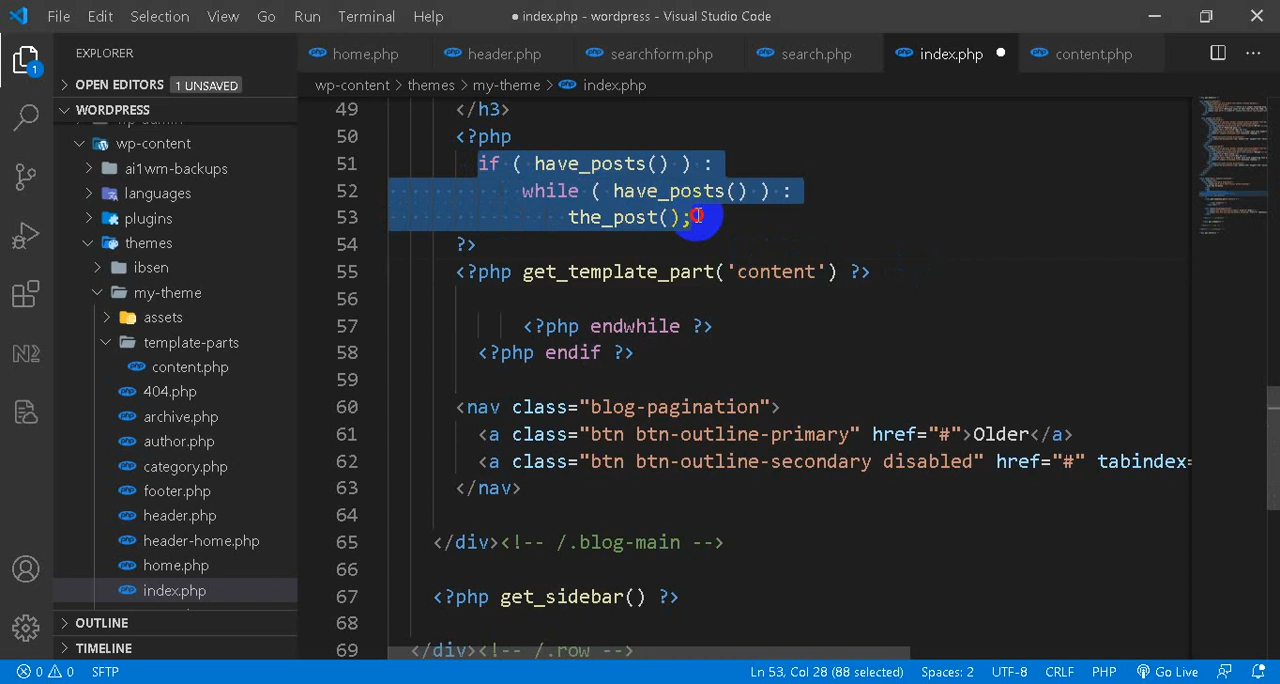 File Edit Selection View Go Run Terminal Help ● index.php - wordpress - Visual Studio Code
EXPLORER
home.php header.php searchform.php search.php index.php ● content.php
OPEN EDITORS 1 UNSAVED
wp-content > themes > my-theme > index.php
WORDPRESS
wp-content
ai1wm-backups
languages
plugins
themes
ibsen
my-theme
assets
template-parts
content.php
404.php
archive.php
author.php
category.php
footer.php
header.php
header-home.php
home.php
index.php
OUTLINE
TIMELINE
1
N2
49 </h3>
50 <?php
51 if ( have_posts() ) :
52 while ( have_posts() ) :
53 the_post();
54 ?>
55 <?php get_template_part('content') ?>
56
57 <?php endwhile ?>
58 <?php endif ?>
59
60 <nav class="blog-pagination">
61 <a class="btn btn-outline-primary" href="#">Older</a>
62 <a class="btn btn-outline-secondary disabled" href="#" tabindex=
63 </nav>
64
65 </div><!-- /.blog-main -->
66
67 <?php get_sidebar() ?>
68
69 </div><!-- /.row -->
0 0 SFTP Ln 53, Col 28 (88 selected) Spaces: 2 UTF-8 CRLF PHP Go Live